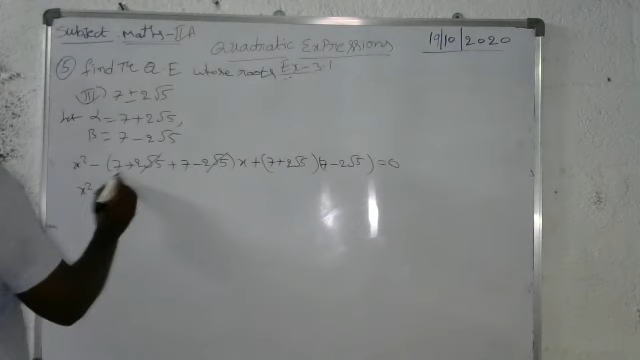 Subject Maths-IIA
Quadratic Expressions
19/10/2020
⑤ find The Q E whose roots Ex-3.1
(III) 7 ± 2√5
let α = 7 + 2√5,
β = 7 - 2√5
x² - (7+2√5 + 7 - 2√5) x + (7+2√5)(7 - 2√5) = 0
x²